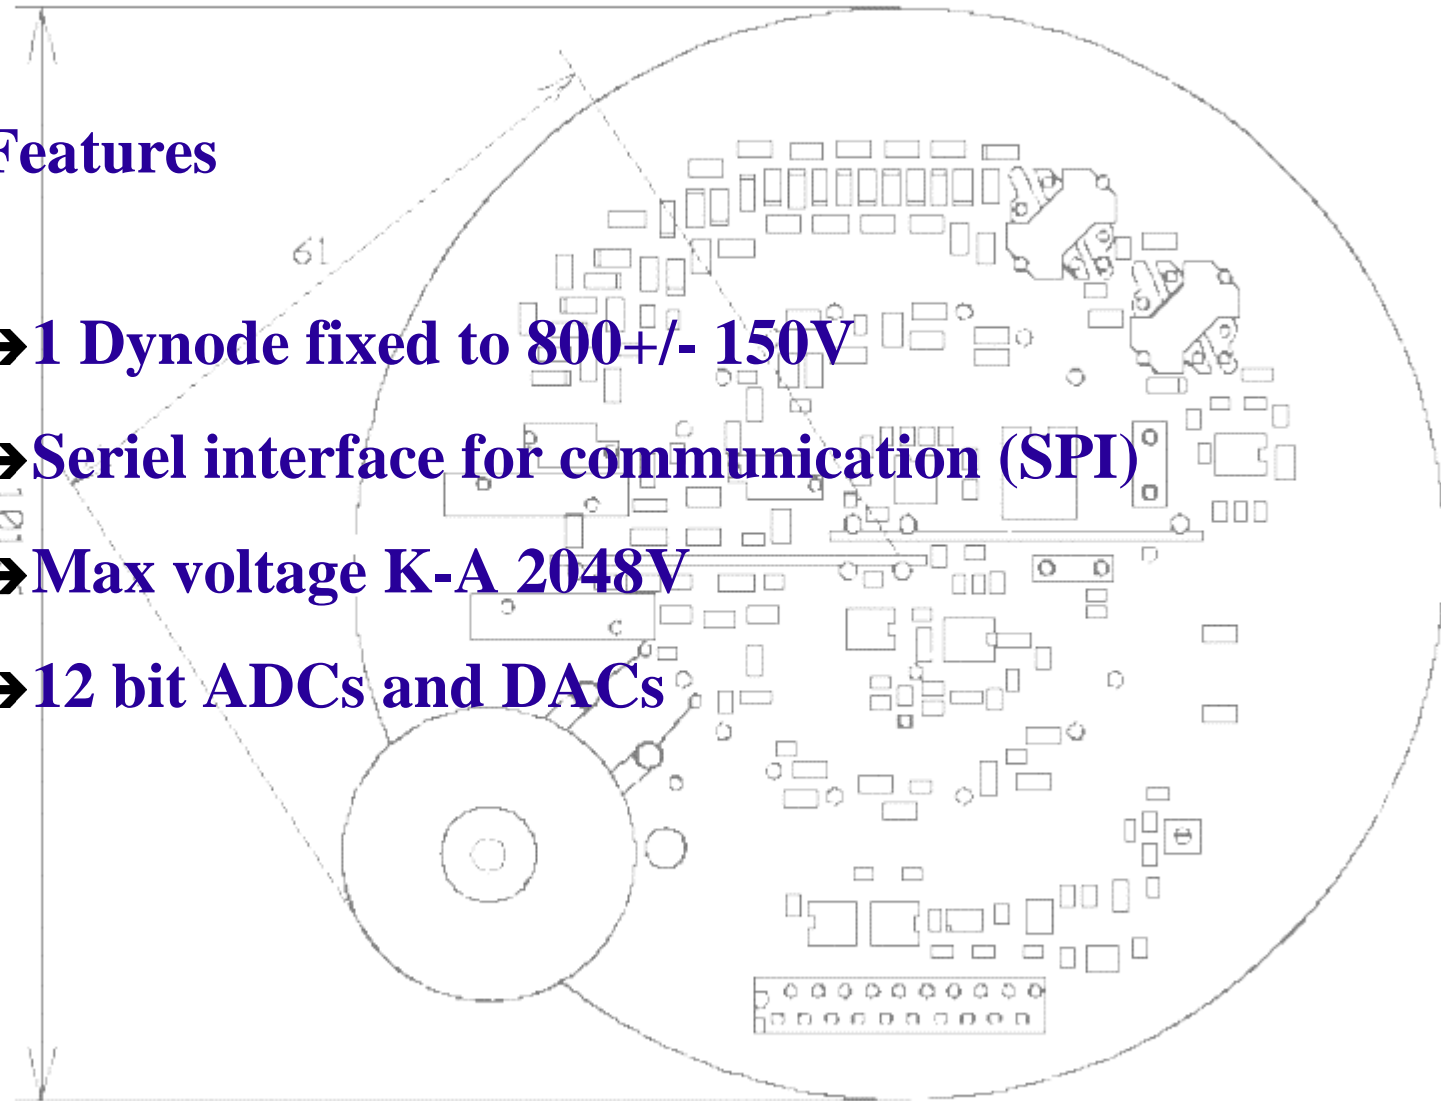 Features
61
➔1 Dynode fixed to 800+/- 150V
➔Seriel interface for communication (SPI)
➔Max voltage K-A 2048V
➔12 bit ADCs and DACs